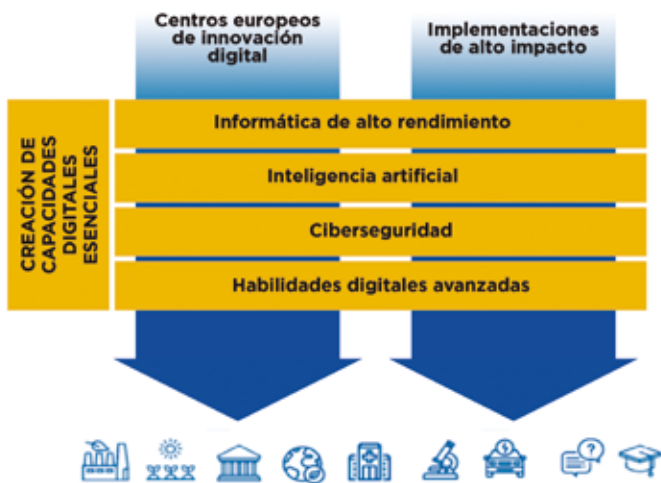 Centros europeos
de innovación
digital
Implementaciones
de alto impacto
CREACIÓN DE
CAPACIDADES
DIGITALES
ESENCIALES
Informática de alto rendimiento
Inteligencia artificial
Ciberseguridad
Habilidades digitales avanzadas
?